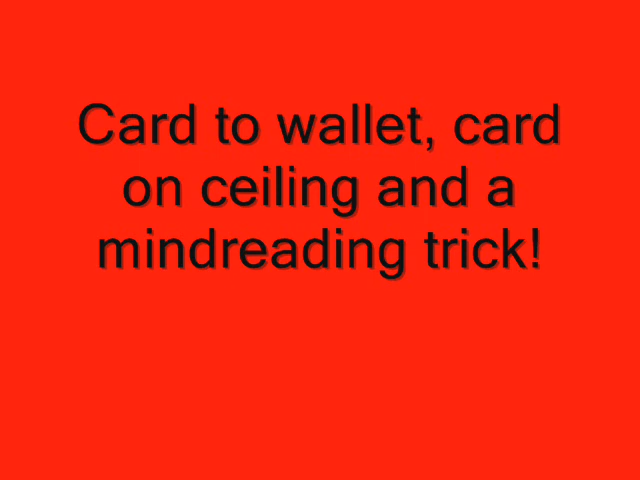 Card to wallet, card
on ceiling and a
mindreading trick!